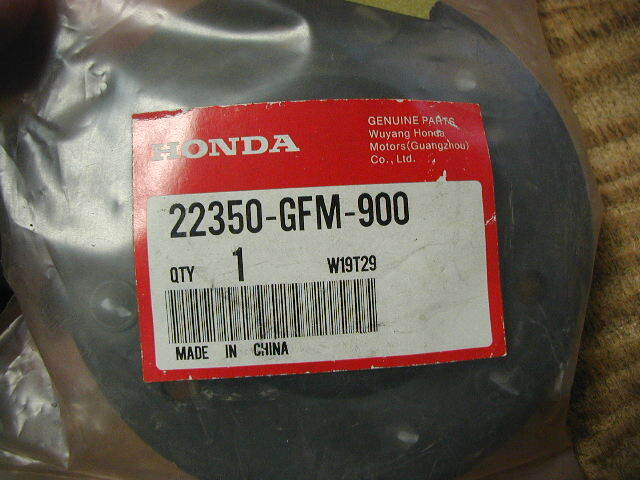 HONDA
GENUINE PARTS
Wuyang Honda
Motors(Guangzhou)
Co., Ltd.
22350-GFM-900
QTY 1 W19T29
MADE IN CHINA